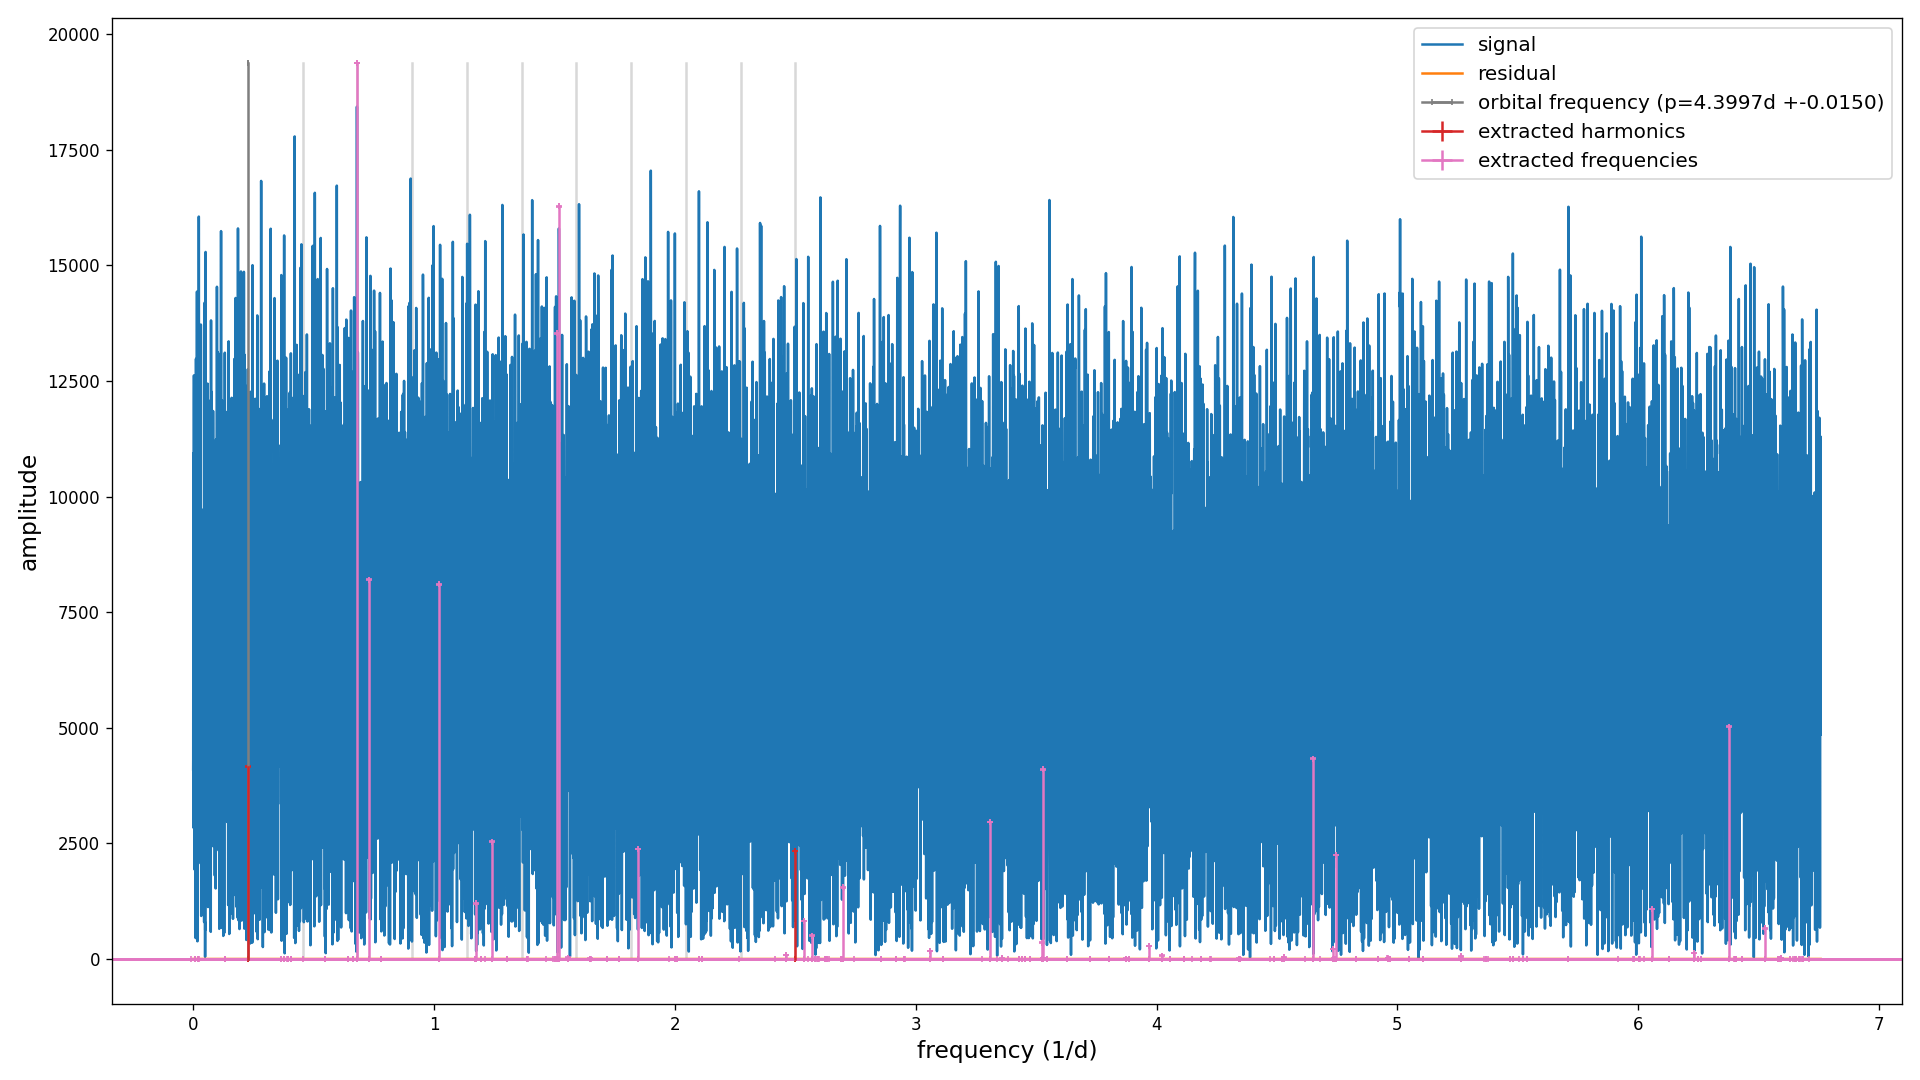 20000
17500
15000
12500
10000
7500
5000
2500
0
amplitude
signal
residual
orbital frequency (p=4.3997d +-0.0150)
extracted harmonics
extracted frequencies
0 1 2 3 4 5 6 7
frequency (1/d)